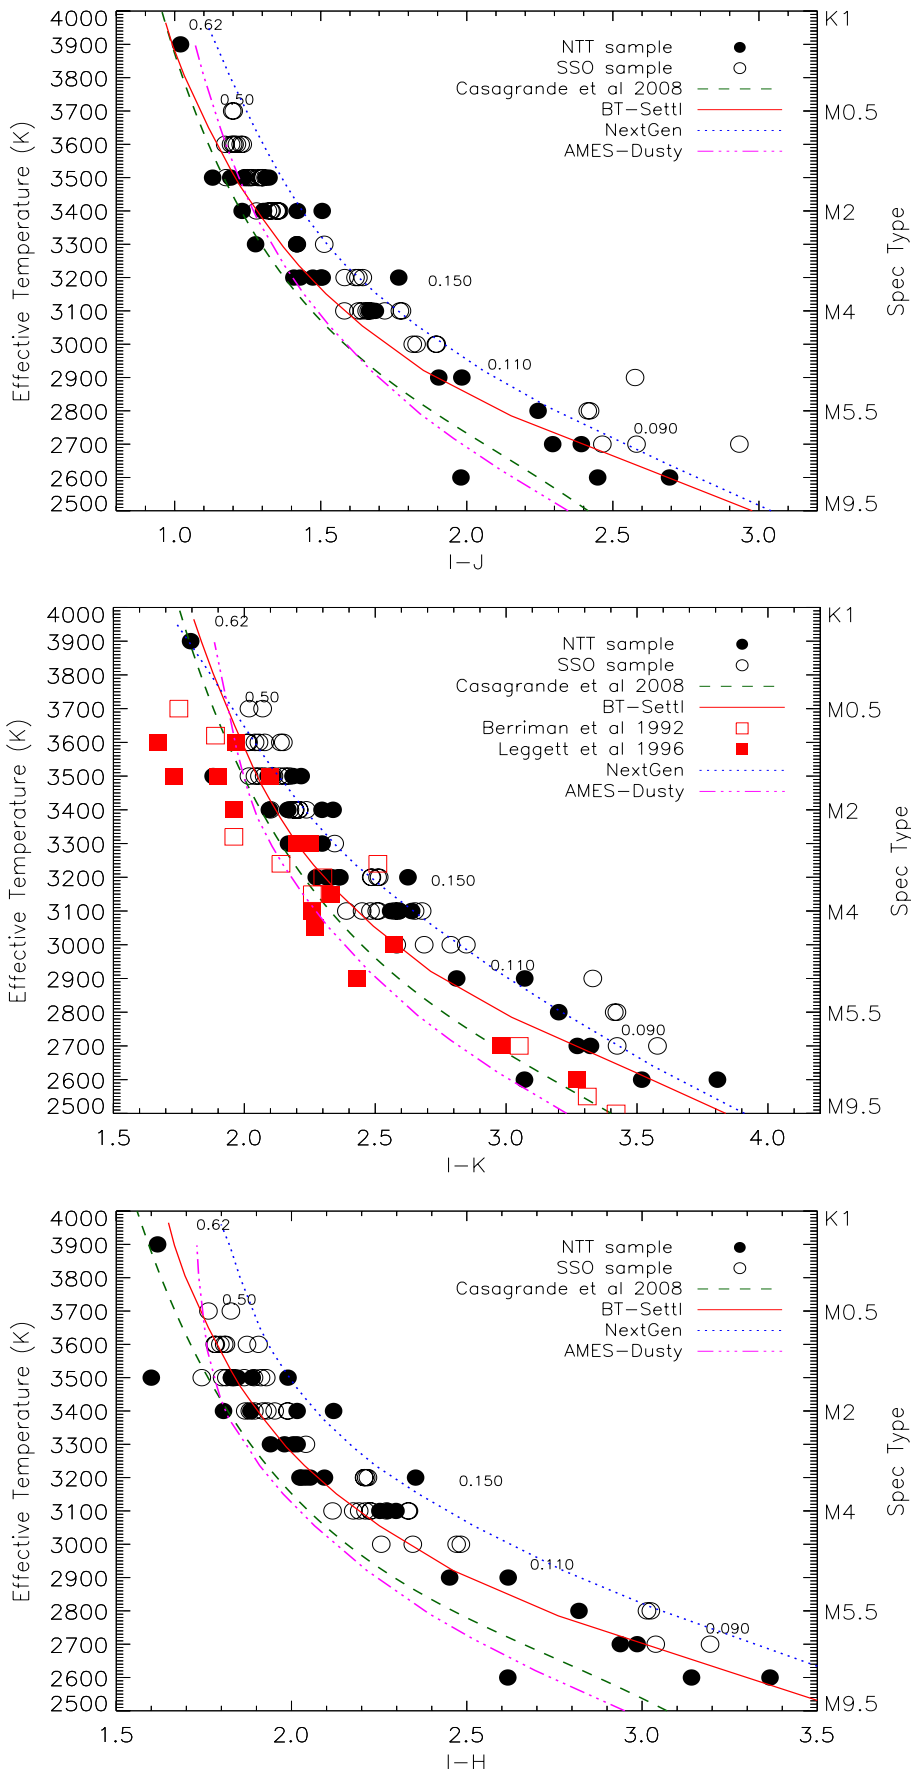 4000 0.62 K1
3900 NTT sample
3800 SSO sample
3700 0.50 Casagrande et al 2008 M0.5
3600 BT-Settl
3500 NextGen
3400 AMES-Dusty M2
3300
3200 0.150
3100 M4
3000
2900 0.110
2800 M5.5
2700 0.090
2600
2500 M9.5
Effective Temperature (K)
Spec Type
1.0 1.5 2.0 2.5 3.0
I-J
4000 0.62 K1
3900 NTT sample
3800 SSO sample
Casagrande et al 2008
3700 0.50 BT-Settl M0.5
Berriman et al 1992
3600 Leggett et al 1996
3500 NextGen
AMES-Dusty
3400 M2
3300
3200 0.150
3100 M4
3000
2900 0.110
2800 M5.5
2700 0.090
2600
2500 M9.5
Effective Temperature (K)
Spec Type
1.5 2.0 2.5 3.0 3.5 4.0
I-K
4000 0.62 K1
3900 NTT sample
3800 SSO sample
Casagrande et al 2008
3700 0.50 BT-Settl M0.5
3600 NextGen
AMES-Dusty
3500
3400 M2
3300
3200 0.150
3100 M4
3000
2900 0.110
2800 M5.5
2700 0.090
2600
2500 M9.5
Effective Temperature (K)
Spec Type
1.5 2.0 2.5 3.0 3.5
I-H